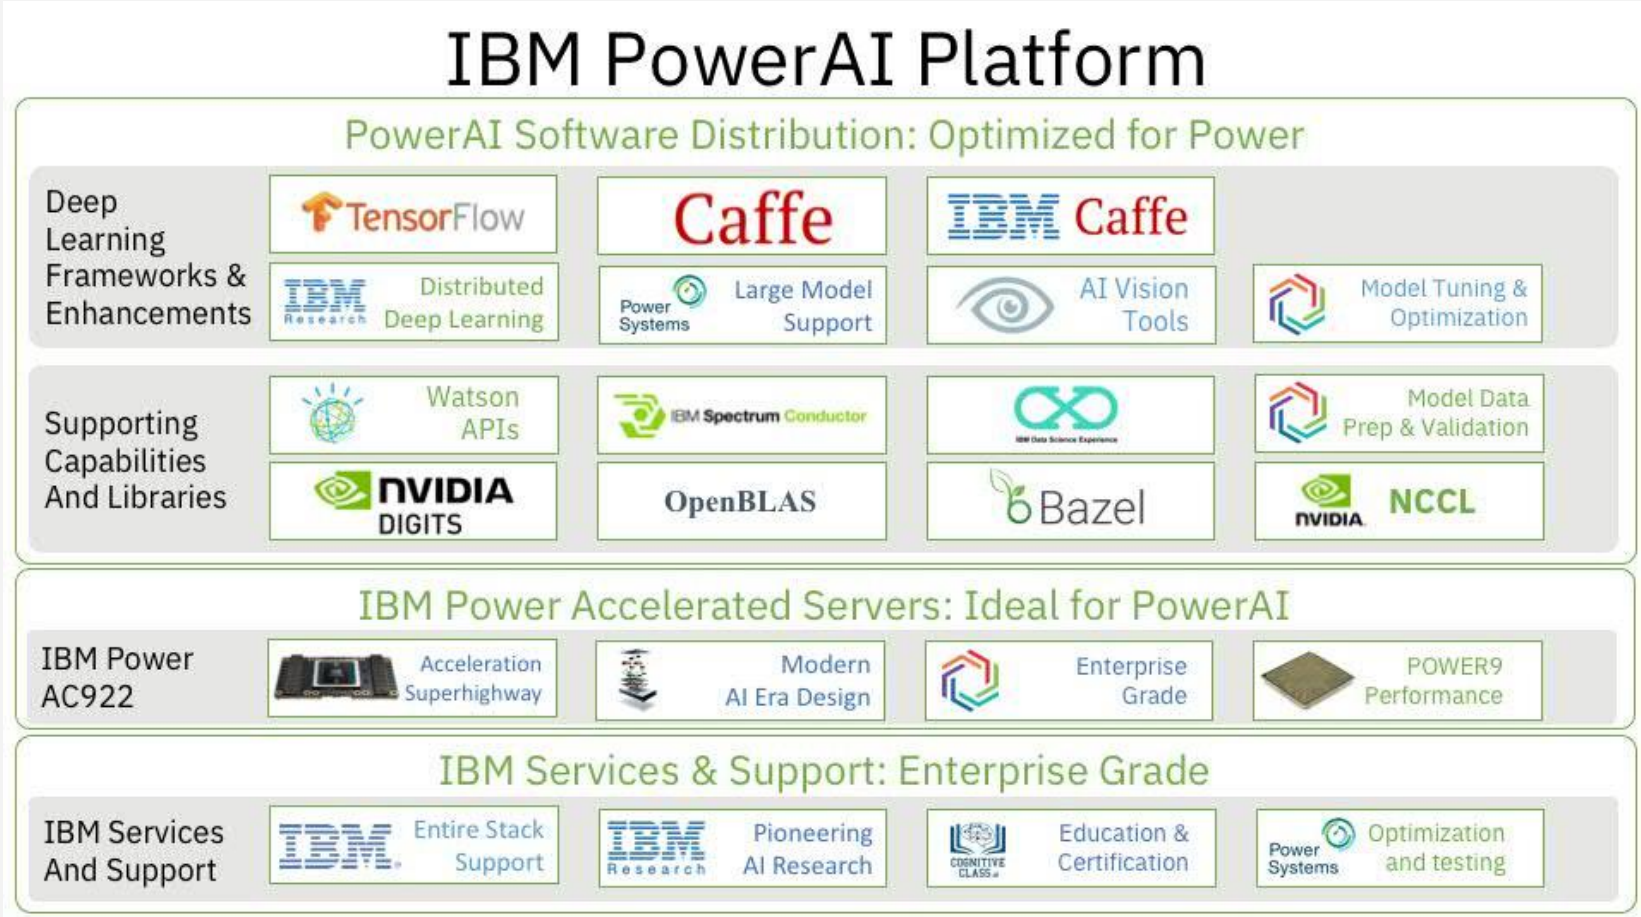 IBM PowerAI Platform
PowerAI Software Distribution: Optimized for Power
Deep
Learning
Frameworks &
Enhancements
TensorFlow
Caffe
IBM Caffe
IBM
Research
Distributed
Deep Learning
Power
Systems
Large Model
Support
AI Vision
Tools
Model Tuning &
Optimization
Supporting
Capabilities
And Libraries
Watson
APIs
IBM Spectrum Conductor
IBM Data Science Experience
Model Data
Prep & Validation
NVIDIA
DIGITS
OpenBLAS
Bazel
NVIDIA.
NCCL
IBM Power Accelerated Servers: Ideal for PowerAI
IBM Power
AC922
Acceleration
Superhighway
Modern
AI Era Design
Enterprise
Grade
POWER9
Performance
IBM Services & Support: Enterprise Grade
IBM Services
And Support
IBM®
Entire Stack
Support
IBM
Research
Pioneering
AI Research
COGNITIVE
CLASS.ai
Education &
Certification
Power
Systems
Optimization
and testing